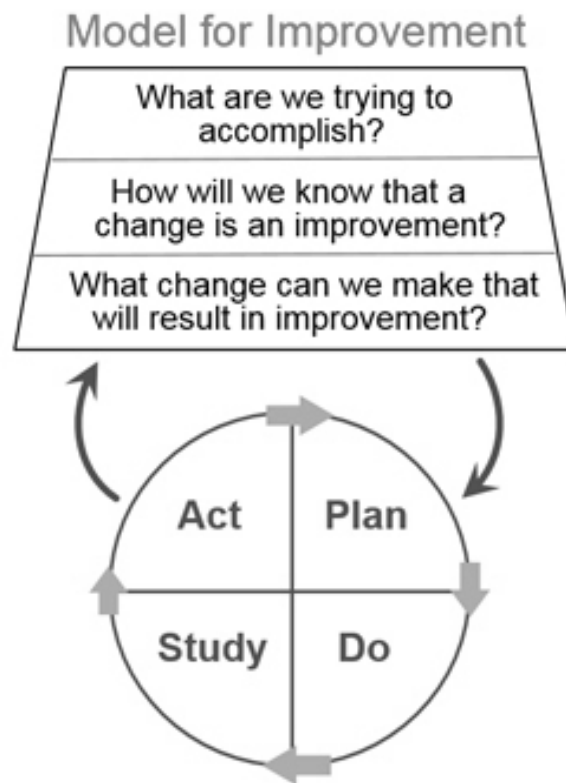 Model for Improvement
What are we trying to
accomplish?
How will we know that a
change is an improvement?
What change can we make that
will result in improvement?
Act
Plan
Study
Do